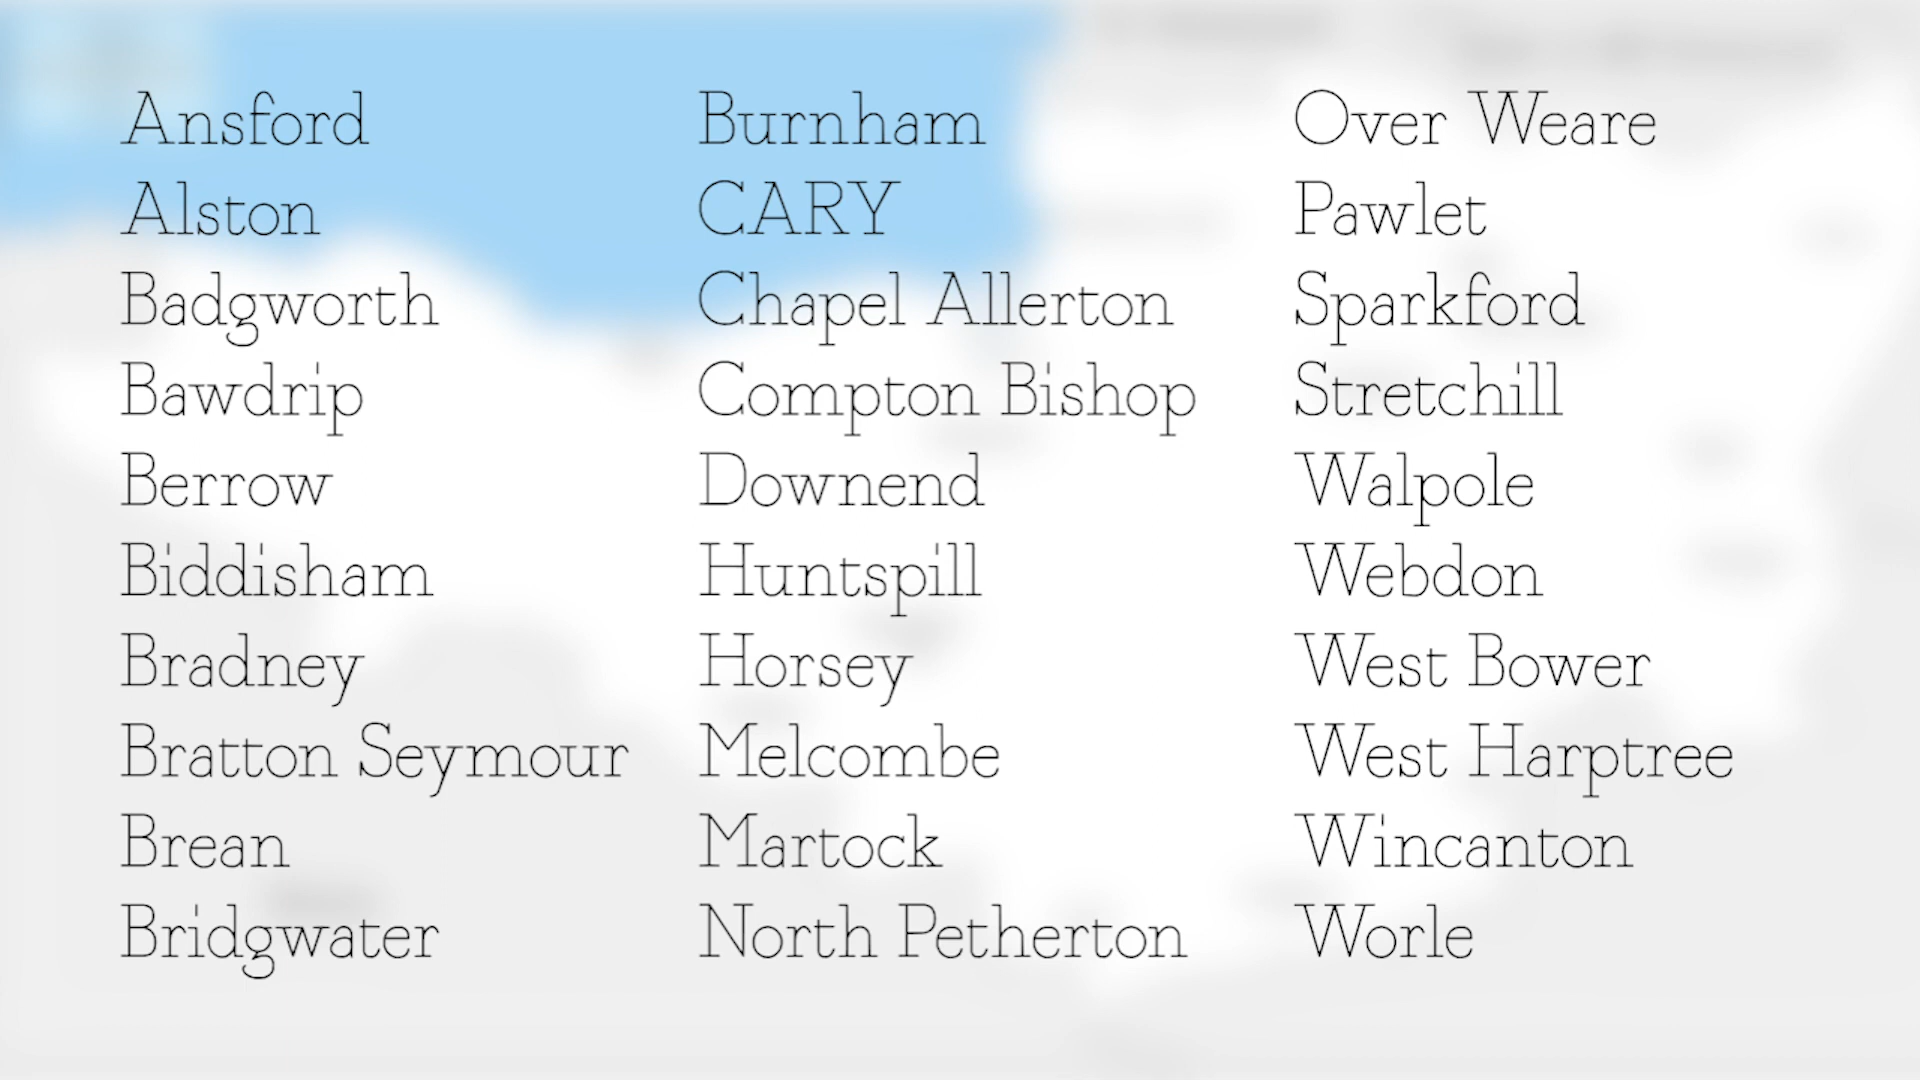 Ansford
Alston
Badgworth
Bawdrip
Berrow
Biddisham
Bradney
Bratton Seymour
Brean
Bridgwater
Burnham
CARY
Chapel Allerton
Compton Bishop
Downend
Huntspill
Horsey
Melcombe
Martock
North Petherton
Over Weare
Pawlet
Sparkford
Stretchill
Walpole
Webdon
West Bower
West Harptree
Wincanton
Worle